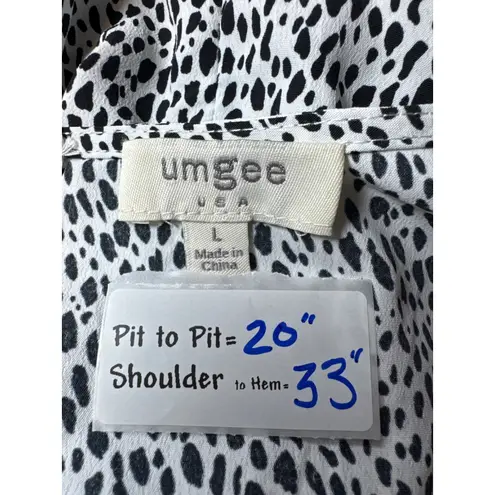 umgee
USA
L
Made in
China
Pit to Pit= 20"
Shoulder to Hem= 33"